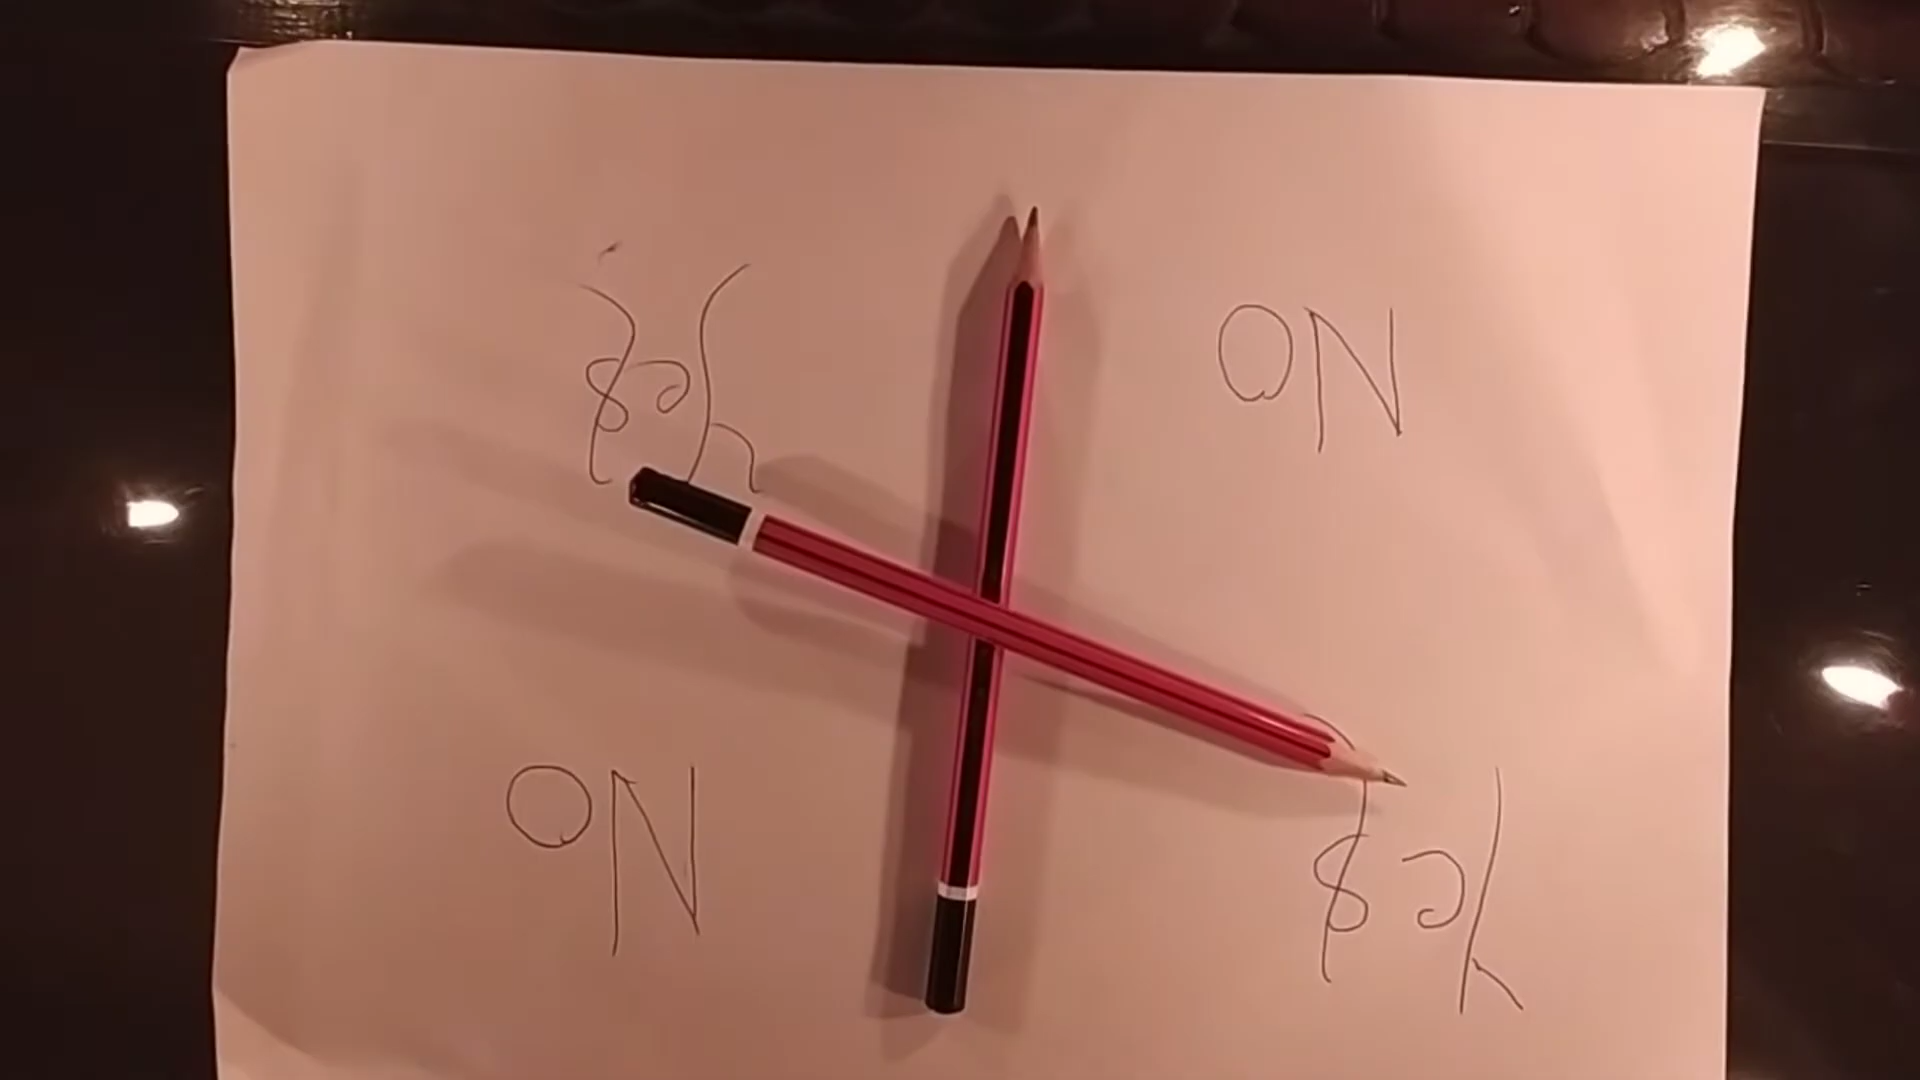 Yes No
No Yes